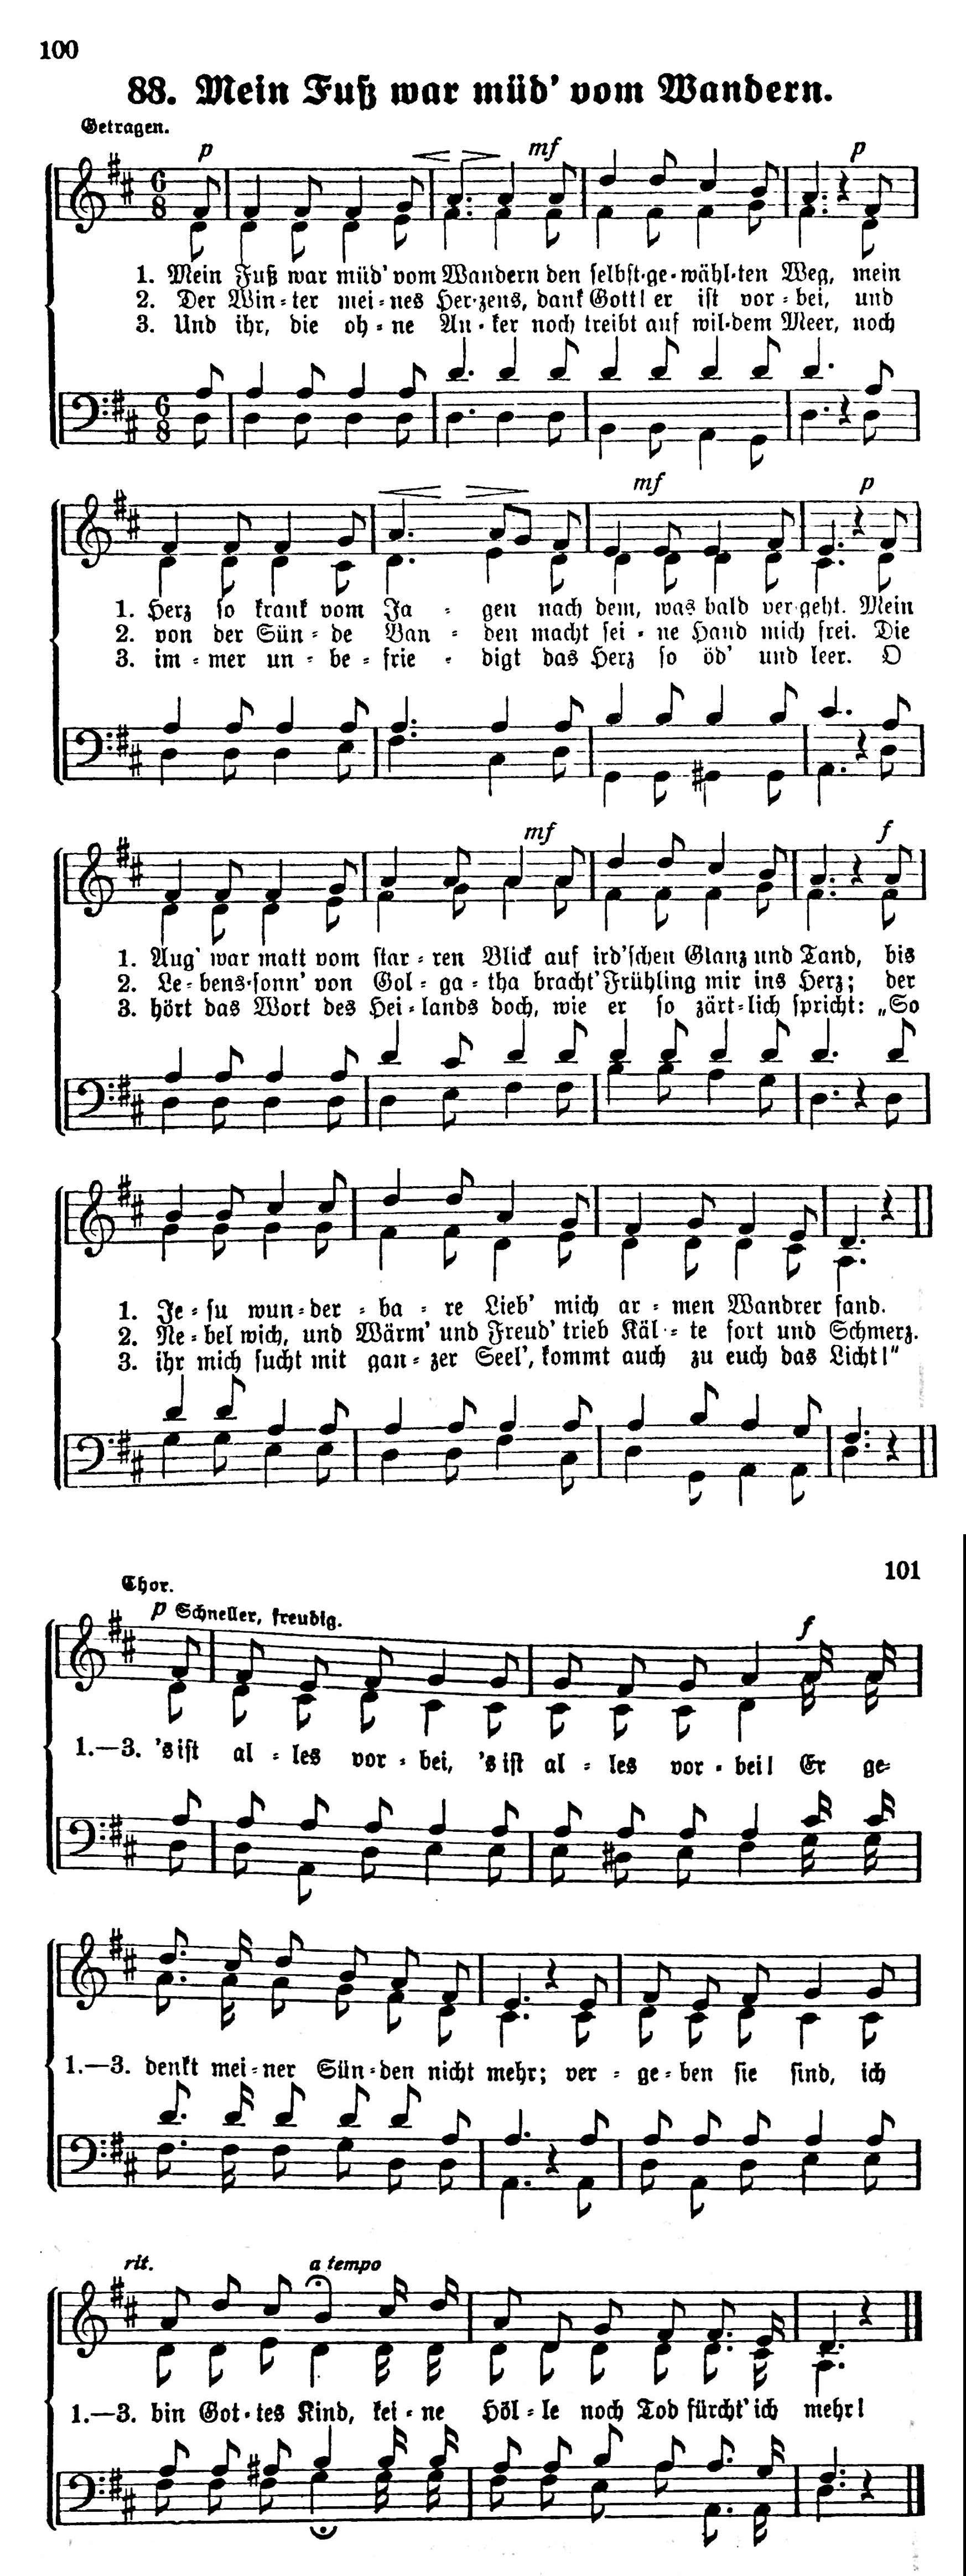 100
88. Mein Fuß war müd' vom Wandern.
Getragen.
p mf p
1. Mein Fuß war müd' vom Wandern den selbst-ge-wähl-ten Weg, mein
2. Der Win-ter mei-nes Her-zens, dank Gott! er ist vor-bei, und
3. Und ihr, die oh-ne An-ker noch treibt auf wil-dem Meer, noch
mf p
1. Herz so krank vom Ja-gen nach dem, was bald ver-geht. Mein
2. von der Sün-de Ban-den macht sei-ne Hand mich frei. Die
3. im-mer un-be-frie-digt das Herz so öd' und leer. O
mf f
1. Aug' war matt vom star-ren Blick auf ird'schen Glanz und Tand, bis
2. Le-bens-sonn' von Gol-ga-tha bracht' Frühling mir ins Herz; der
3. hört das Wort des Hei-lands doch, wie er so zärt-lich spricht: „So
1. Je-su wun-der-ba-re Lieb' mich ar-men Wandrer fand.
2. Ne-bel wich, und Wärm' und Freud' trieb Käl-te fort und Schmerz.
3. ihr mich sucht mit gan-zer Seel', kommt auch zu euch das Licht!"
101
Chor.
p Schneller, freudig. f
1.—3. 's ist al-les vor-bei, 's ist al-les vor-bei! Er ge-
1.—3. denkt mei-ner Sün-den nicht mehr; ver-ge-ben sie sind, ich
rit. a tempo
1.—3. bin Got-tes Kind, kei-ne Höl-le noch Tod fürcht' ich mehr!